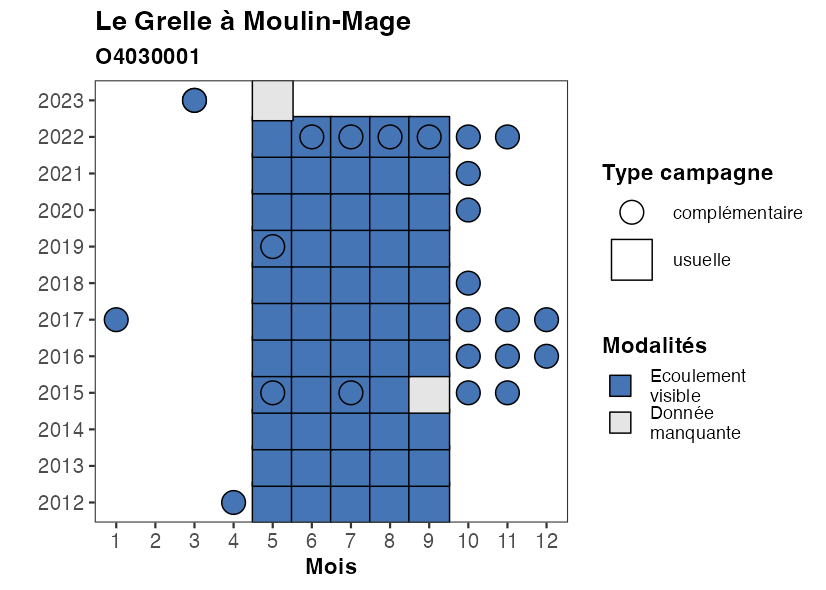 Le Grelle à Moulin-Mage
O4030001
2023
2022
2021
2020
2019
2018
2017
2016
2015
2014
2013
2012
1 2 3 4 5 6 7 8 9 10 11 12
Mois
Type campagne
complémentaire
usuelle
Modalités
Ecoulement
visible
Donnée
manquante